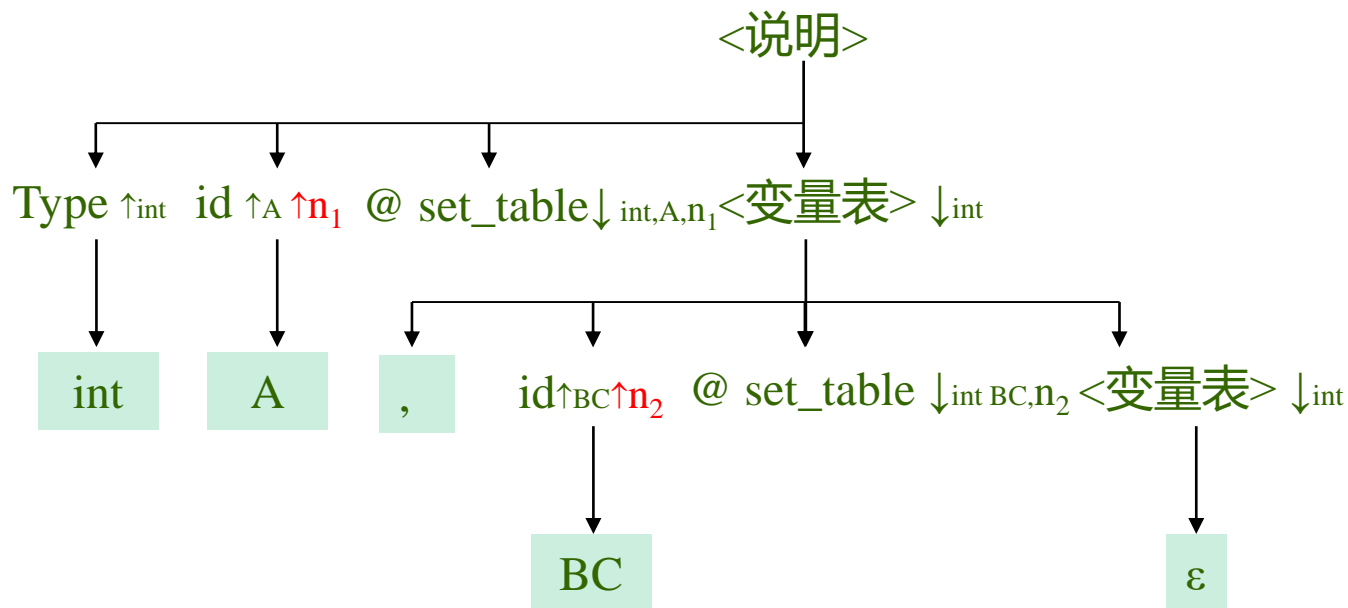 <说明>
Type ↑int id ↑A ↑n₁ @ set_table↓ int,A,n₁<变量表> ↓int
int A , id↑BC↑n₂ @ set_table ↓int BC,n₂ <变量表> ↓int
BC ε